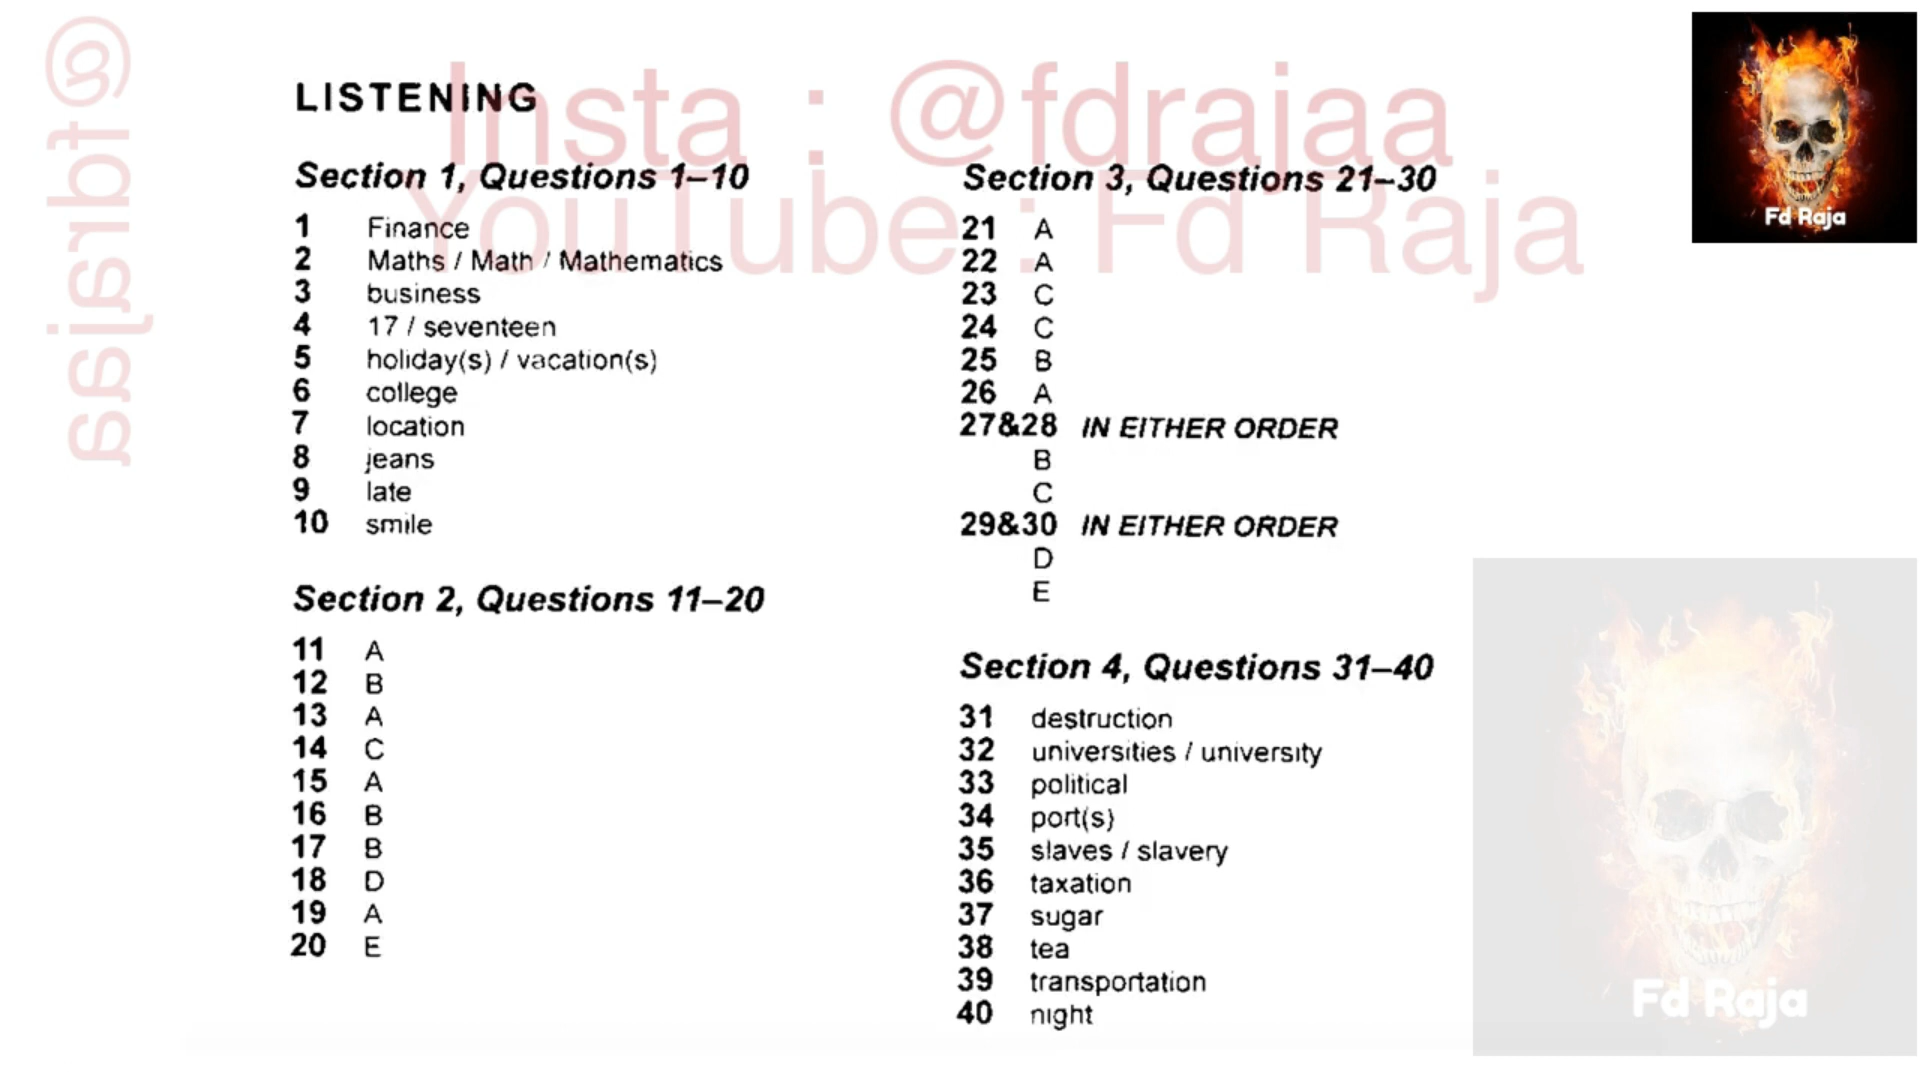 @fdrajaa
Insta : @fdrajaa
YouTube : Fd Raja
Fd Raja
LISTENING
Section 1, Questions 1–10
1 Finance
2 Maths / Math / Mathematics
3 business
4 17 / seventeen
5 holiday(s) / vacation(s)
6 college
7 location
8 jeans
9 late
10 smile
Section 2, Questions 11–20
11 A
12 B
13 A
14 C
15 A
16 B
17 B
18 D
19 A
20 E
Section 3, Questions 21–30
21 A
22 A
23 C
24 C
25 B
26 A
27&28 IN EITHER ORDER
B
C
29&30 IN EITHER ORDER
D
E
Section 4, Questions 31–40
31 destruction
32 universities / university
33 political
34 port(s)
35 slaves / slavery
36 taxation
37 sugar
38 tea
39 transportation
40 night
Fd Raja